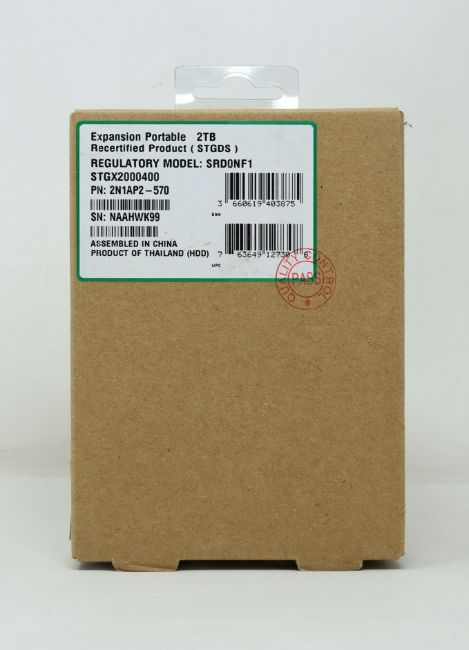 Expansion Portable 2TB
Recertified Product ( STGDS )
REGULATORY MODEL: SRD0NF1
STGX2000400
PN: 2N1AP2-570
3 660619 403875
EAN
SN: NAAHWK99
ASSEMBLED IN CHINA
PRODUCT OF THAILAND (HDD)
7 63649 12730 8
UPC
QUALITY CONTROL
PASS